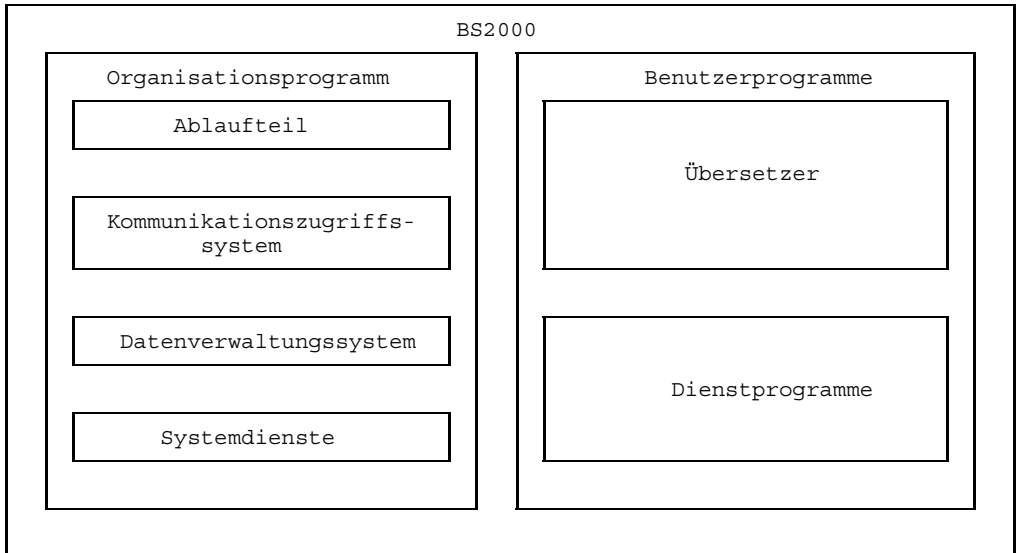 BS2000
Organisationsprogramm
Ablaufteil
Kommunikationszugriffs-
system
Datenverwaltungssystem
Systemdienste
Benutzerprogramme
Übersetzer
Dienstprogramme